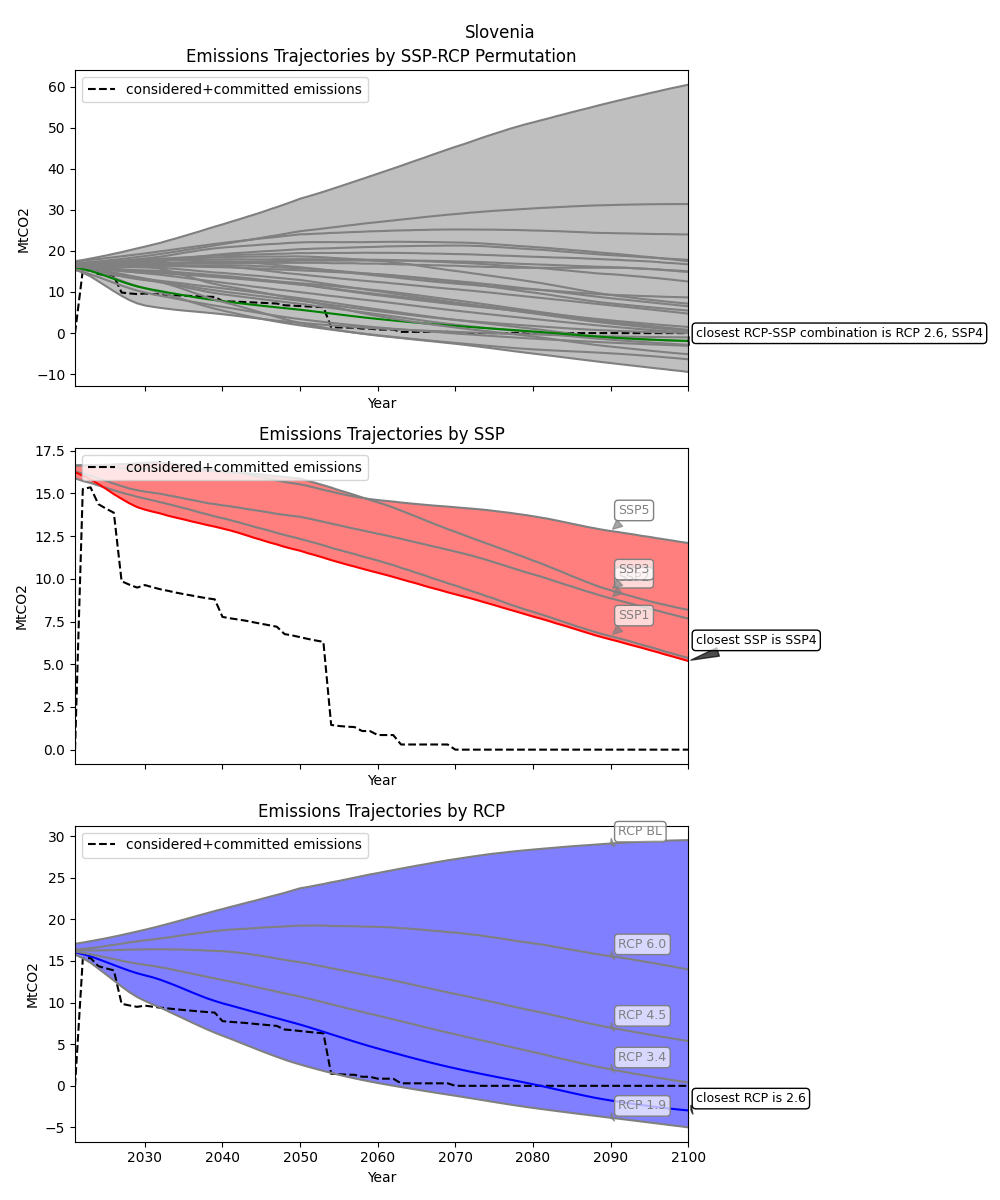 Slovenia
Emissions Trajectories by SSP-RCP Permutation
considered+committed emissions
60
50
40
30
20
10
0
−10
MtCO2
Year
closest RCP-SSP combination is RCP 2.6, SSP4
Emissions Trajectories by SSP
considered+committed emissions
17.5
15.0
12.5
10.0
7.5
5.0
2.5
0.0
MtCO2
Year
SSP5
SSP3
SSP1
closest SSP is SSP4
Emissions Trajectories by RCP
considered+committed emissions
30
25
20
15
10
5
0
−5
MtCO2
RCP BL
RCP 6.0
RCP 4.5
RCP 3.4
RCP 1.9
closest RCP is 2.6
2030 2040 2050 2060 2070 2080 2090 2100
Year